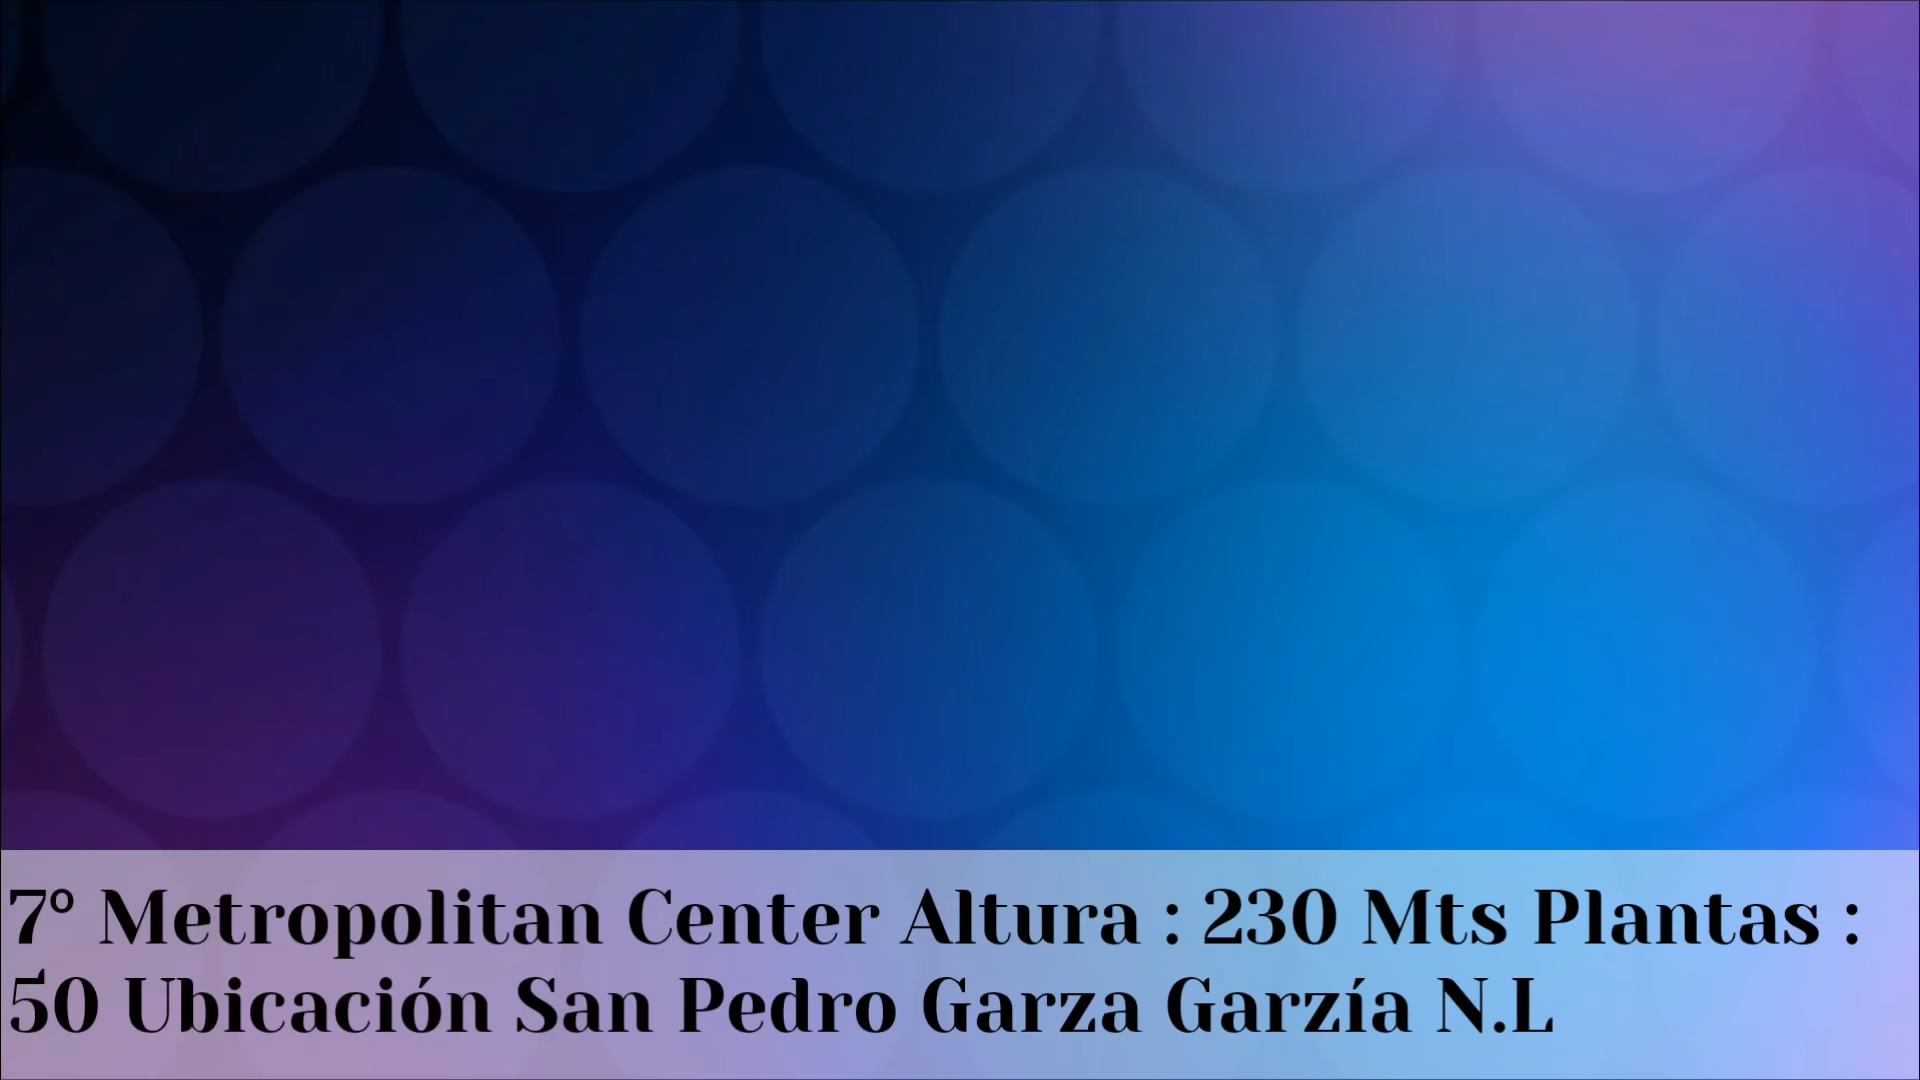 7° Metropolitan Center Altura : 230 Mts Plantas :
50 Ubicación San Pedro Garza Garzía N.L